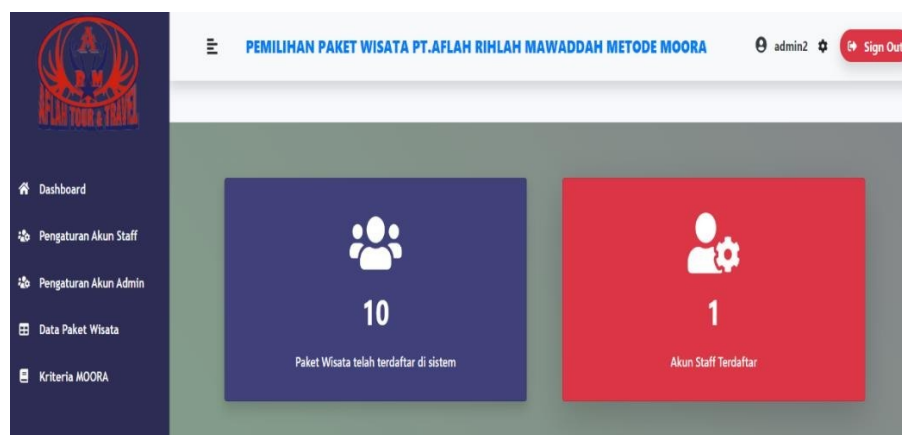 A
R M
AFLAH TOUR & TRAVEL
PEMILIHAN PAKET WISATA PT.AFLAH RIHLAH MAWADDAH METODE MOORA
admin2
Sign Out
Dashboard
Pengaturan Akun Staff
Pengaturan Akun Admin
Data Paket Wisata
Kriteria MOORA
10
Paket Wisata telah terdaftar di sistem
1
Akun Staff Terdaftar